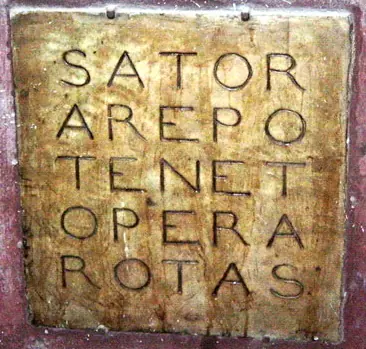 SATOR
AREPO
TENET
OPERA
ROTAS